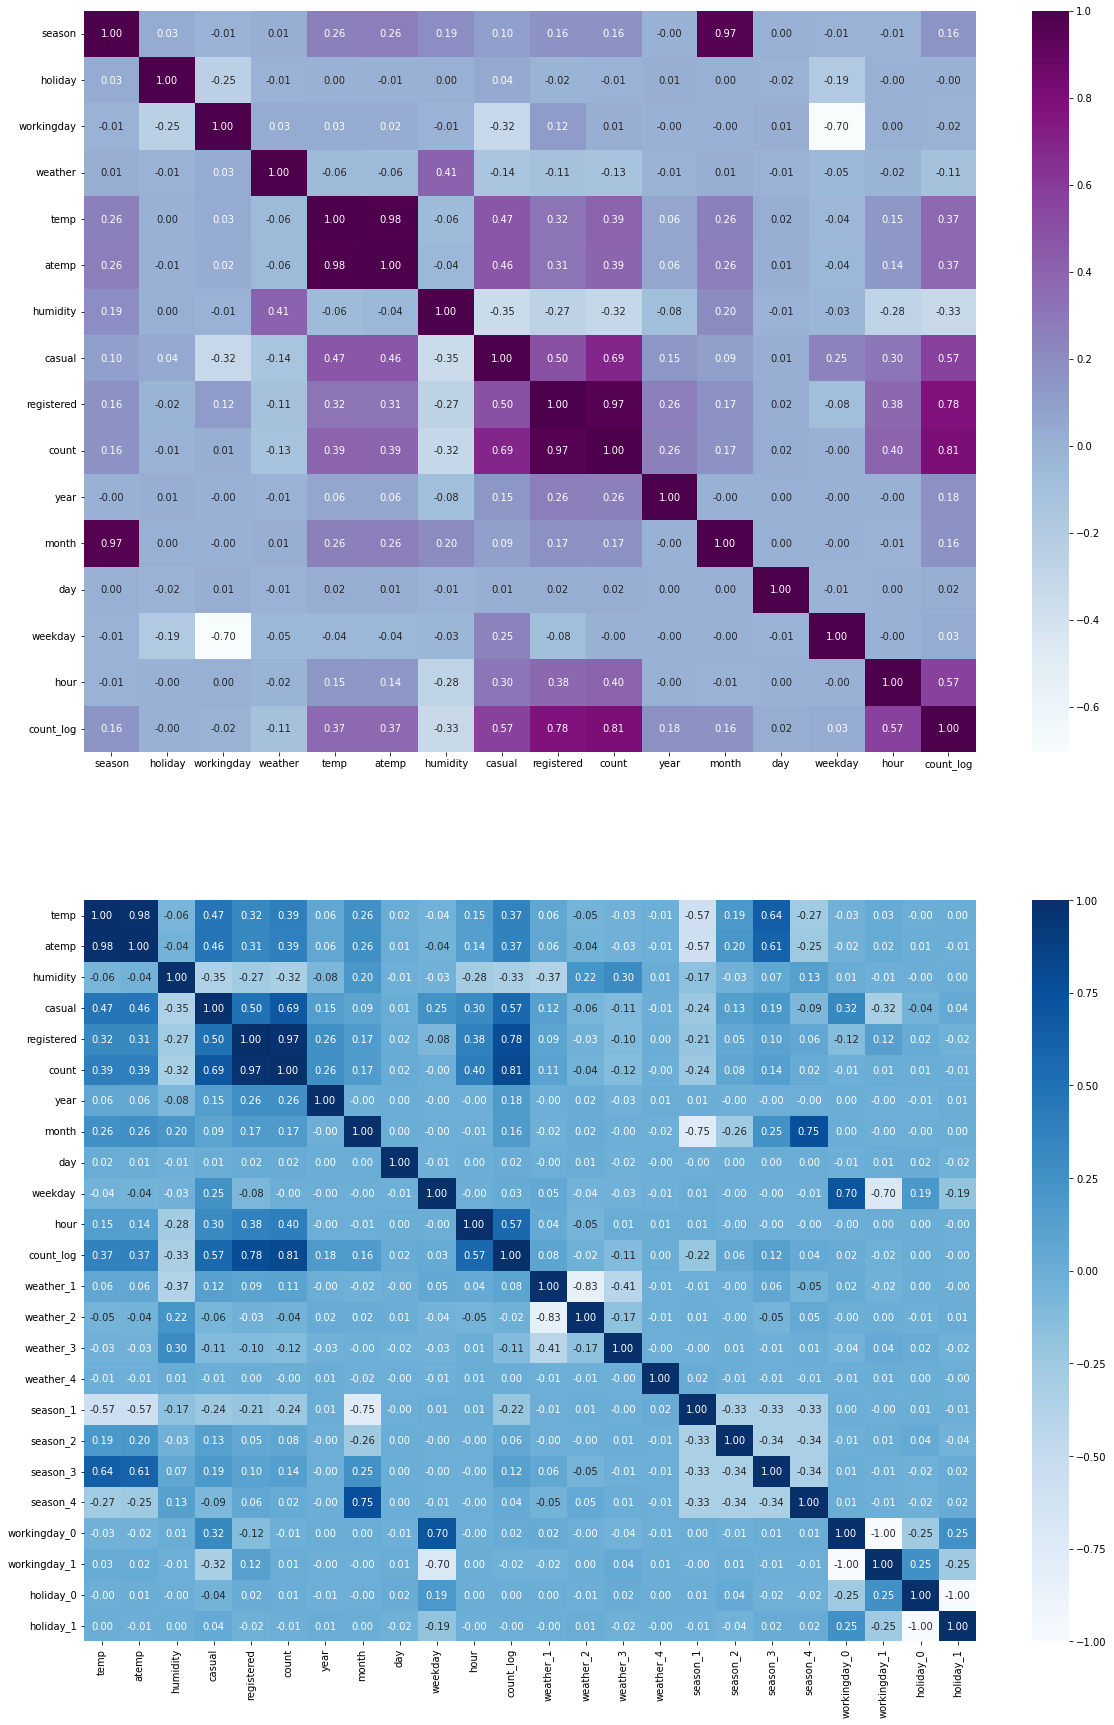 season 1.00 0.03 -0.01 0.01 0.26 0.26 0.19 0.10 0.16 0.16 -0.00 0.97 0.00 -0.01 -0.01 0.16
holiday 0.03 1.00 -0.25 -0.01 0.00 -0.01 0.00 0.04 -0.02 -0.01 0.01 0.00 -0.02 -0.19 -0.00 -0.00
workingday -0.01 -0.25 1.00 0.03 0.03 0.02 -0.01 -0.32 0.12 0.01 -0.00 -0.00 -0.01 -0.70 0.00 -0.02
weather 0.01 -0.01 0.03 1.00 -0.06 -0.06 0.41 -0.14 -0.11 -0.13 -0.01 0.01 -0.01 -0.05 -0.02 -0.11
temp 0.26 0.00 0.03 -0.06 1.00 0.98 -0.06 0.47 0.32 0.39 0.06 0.26 0.02 -0.04 0.15 0.37
atemp 0.26 -0.01 0.02 -0.06 0.98 1.00 -0.04 0.46 0.31 0.39 0.06 0.26 0.01 -0.04 0.14 0.37
humidity 0.19 0.00 -0.01 0.41 -0.06 -0.04 1.00 -0.35 -0.27 -0.32 -0.08 0.20 -0.01 -0.03 -0.28 -0.33
casual 0.10 0.04 -0.32 -0.14 0.47 0.46 -0.35 1.00 0.50 0.69 0.15 0.09 0.01 0.25 0.30 0.57
registered 0.16 -0.02 0.12 -0.11 0.32 0.31 -0.27 0.50 1.00 0.97 0.26 0.17 0.02 -0.08 0.38 0.78
count 0.16 -0.01 0.01 -0.13 0.39 0.39 -0.32 0.69 0.97 1.00 0.26 0.17 0.02 -0.00 0.40 0.81
year -0.00 0.01 -0.00 -0.01 0.06 0.06 -0.08 0.15 0.26 0.26 1.00 -0.00 0.00 -0.00 -0.00 0.18
month 0.97 0.00 -0.00 0.01 0.26 0.26 0.20 0.09 0.17 0.17 -0.00 1.00 0.00 -0.00 -0.01 0.16
day 0.00 -0.02 -0.01 -0.01 0.02 0.01 -0.01 0.01 0.02 0.02 0.00 0.00 1.00 -0.01 0.00 0.02
weekday -0.01 -0.19 -0.70 -0.05 -0.04 -0.04 -0.03 0.25 -0.08 -0.00 -0.00 -0.00 -0.01 1.00 -0.00 0.03
hour -0.01 -0.00 0.00 -0.02 0.15 0.14 -0.28 0.30 0.38 0.40 -0.00 -0.01 0.00 -0.00 1.00 0.57
count_log 0.16 -0.00 -0.02 -0.11 0.37 0.37 -0.33 0.57 0.78 0.81 0.18 0.16 0.02 0.03 0.57 1.00
season holiday workingday weather temp atemp humidity casual registered count year month day weekday hour count_log
1.0
0.8
0.6
0.4
0.2
0.0
−0.2
−0.4
−0.6
temp 1.00 0.98 -0.06 0.47 0.32 0.39 0.06 0.26 0.02 -0.04 0.15 0.37 0.06 -0.05 -0.03 -0.01 -0.57 0.19 0.64 -0.27 -0.03 0.03 -0.00 0.00
atemp 0.98 1.00 -0.04 0.46 0.31 0.39 0.06 0.26 0.01 -0.04 0.14 0.37 0.06 -0.04 -0.03 -0.01 -0.57 0.20 0.61 -0.25 -0.02 0.02 0.01 -0.01
humidity -0.06 -0.04 1.00 -0.35 -0.27 -0.32 -0.08 0.20 -0.01 -0.03 -0.28 -0.33 -0.37 0.22 0.30 0.01 -0.17 -0.03 0.07 0.13 0.01 -0.01 -0.00 0.00
casual 0.47 0.46 -0.35 1.00 0.50 0.69 0.15 0.09 0.01 0.25 0.30 0.57 0.12 -0.06 -0.11 -0.01 -0.24 0.13 0.19 -0.09 0.32 -0.32 -0.04 0.04
registered 0.32 0.31 -0.27 0.50 1.00 0.97 0.26 0.17 0.02 -0.08 0.38 0.78 0.09 -0.03 -0.10 0.00 -0.21 0.05 0.10 0.06 -0.12 0.12 0.02 -0.02
count 0.39 0.39 -0.32 0.69 0.97 1.00 0.26 0.17 0.02 -0.00 0.40 0.81 0.11 -0.04 -0.12 -0.00 -0.24 0.08 0.14 0.02 -0.01 0.01 0.01 -0.01
year 0.06 0.06 -0.08 0.15 0.26 0.26 1.00 -0.00 0.00 -0.00 -0.00 0.18 -0.00 0.02 -0.03 0.01 0.01 -0.00 -0.00 -0.00 0.00 -0.00 -0.01 0.01
month 0.26 0.26 0.20 0.09 0.17 0.17 -0.00 1.00 0.00 -0.00 -0.01 0.16 -0.02 0.02 -0.00 -0.02 -0.75 -0.26 0.25 0.75 0.00 -0.00 -0.00 0.00
day 0.02 0.01 -0.01 0.01 0.02 0.02 0.00 0.00 1.00 -0.01 0.00 0.02 -0.00 0.01 -0.02 -0.00 -0.00 0.00 0.00 0.00 -0.01 0.01 0.02 -0.02
weekday -0.04 -0.04 -0.03 0.25 -0.08 -0.00 -0.00 -0.00 -0.01 1.00 -0.00 0.03 0.05 -0.04 -0.03 -0.01 0.01 -0.00 -0.00 -0.01 0.70 -0.70 0.19 -0.19
hour 0.15 0.14 -0.28 0.30 0.38 0.40 -0.00 -0.01 0.00 -0.00 1.00 0.57 0.04 -0.05 0.01 0.01 0.01 -0.00 -0.00 -0.00 -0.00 0.00 0.00 -0.00
count_log 0.37 0.37 -0.33 0.57 0.78 0.81 0.18 0.16 0.02 0.03 0.57 1.00 0.08 -0.02 -0.11 0.00 -0.22 0.06 0.12 0.04 0.02 -0.02 0.00 -0.00
weather_1 0.06 0.06 -0.37 0.12 0.09 0.11 -0.00 -0.02 -0.00 0.05 0.04 0.08 1.00 -0.83 -0.41 -0.01 -0.01 -0.00 0.06 -0.05 0.02 -0.02 0.00 -0.00
weather_2 -0.05 -0.04 0.22 -0.06 -0.03 -0.04 0.02 0.02 0.01 -0.04 -0.05 -0.02 -0.83 1.00 -0.17 -0.01 0.01 -0.00 -0.05 0.05 -0.00 0.00 -0.01 0.01
weather_3 -0.03 -0.03 0.30 -0.11 -0.10 -0.12 -0.03 -0.00 -0.02 -0.03 0.01 -0.11 -0.41 -0.17 1.00 -0.00 -0.00 0.01 -0.01 0.01 -0.04 0.04 0.02 -0.02
weather_4 -0.01 -0.01 0.01 -0.01 0.00 -0.00 0.01 -0.02 -0.00 -0.01 0.01 0.00 -0.01 -0.01 -0.00 1.00 0.02 -0.01 -0.01 -0.01 -0.01 0.01 0.00 -0.00
season_1 -0.57 -0.57 -0.17 -0.24 -0.21 -0.24 0.01 -0.75 -0.00 0.01 0.01 -0.22 -0.01 0.01 -0.00 0.02 1.00 -0.33 -0.33 -0.33 0.00 -0.00 0.01 -0.01
season_2 0.19 0.20 -0.03 0.13 0.05 0.08 -0.00 -0.26 0.00 -0.00 -0.00 0.06 -0.00 -0.00 0.01 -0.01 -0.33 1.00 -0.34 -0.34 -0.01 0.01 0.04 -0.04
season_3 0.64 0.61 0.07 0.19 0.10 0.14 -0.00 0.25 0.00 -0.00 -0.00 0.12 0.06 -0.05 -0.01 -0.01 -0.33 -0.34 1.00 -0.34 0.01 -0.01 -0.02 0.02
season_4 -0.27 -0.25 0.13 -0.09 0.06 0.02 -0.00 0.75 0.00 -0.01 -0.00 0.04 -0.05 0.05 0.01 -0.01 -0.33 -0.34 -0.34 1.00 0.01 -0.01 -0.02 0.02
workingday_0 -0.03 -0.02 0.01 0.32 -0.12 -0.01 0.00 0.00 -0.01 0.70 -0.00 0.02 0.02 -0.00 -0.04 -0.01 0.00 -0.01 0.01 0.01 1.00 -1.00 -0.25 0.25
workingday_1 0.03 0.02 -0.01 -0.32 0.12 0.01 -0.00 -0.00 0.01 -0.70 0.00 -0.02 -0.02 0.00 0.04 0.01 -0.00 0.01 -0.01 -0.01 -1.00 1.00 0.25 -0.25
holiday_0 -0.00 0.01 -0.00 -0.04 0.02 0.01 -0.01 -0.00 0.02 0.19 0.00 0.00 0.00 -0.01 0.02 0.00 0.01 0.04 -0.02 -0.02 -0.25 0.25 1.00 -1.00
holiday_1 0.00 -0.01 0.00 0.04 -0.02 -0.01 0.01 0.00 -0.02 -0.19 -0.00 -0.00 -0.00 0.01 -0.02 -0.00 -0.01 -0.04 0.02 0.02 0.25 -0.25 -1.00 1.00
temp atemp humidity casual registered count year month day weekday hour count_log weather_1 weather_2 weather_3 weather_4 season_1 season_2 season_3 season_4 workingday_0 workingday_1 holiday_0 holiday_1
1.00
0.75
0.50
0.25
0.00
−0.25
−0.50
−0.75
−1.00